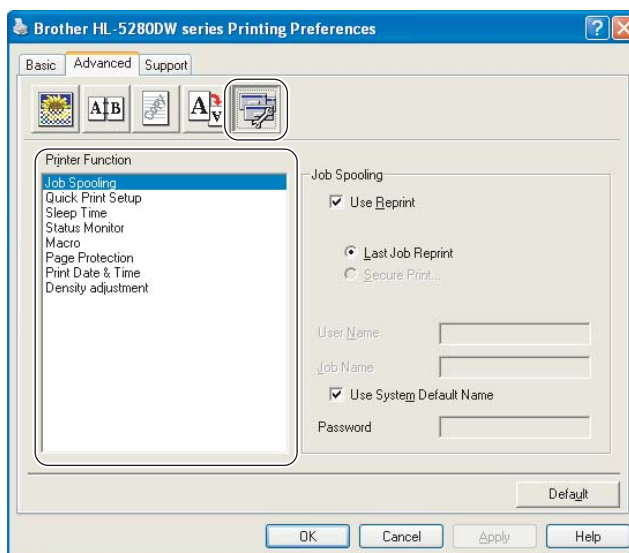 Brother HL-5280DW series Printing Preferences
Basic Advanced Support
Printer Function
Job Spooling
Quick Print Setup
Sleep Time
Status Monitor
Macro
Page Protection
Print Date & Time
Density adjustment
Job Spooling
Use Reprint
Last Job Reprint
Secure Print...
User Name
Job Name
Use System Default Name
Password
Default
OK Cancel Apply Help